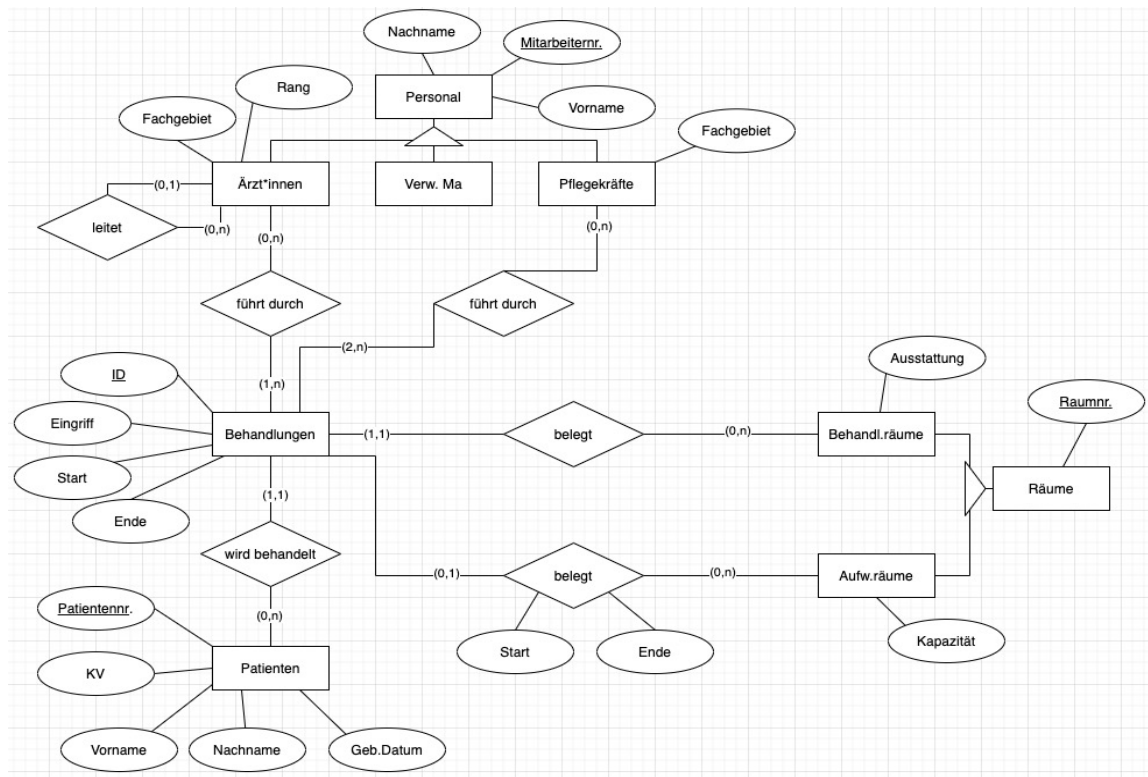 Nachname
Mitarbeiternr.
Rang
Personal
Vorname
Fachgebiet
Fachgebiet
(0,1)
Ärzt*innen
Verw. Ma
Pflegekräfte
leitet
(0,n)
(0,n)
(0,n)
führt durch
führt durch
(2,n)
ID
(1,n)
Ausstattung
Raumnr.
Eingriff
Behandlungen
(1,1)
belegt
(0,n)
Behandl.räume
Start
Räume
(1,1)
Ende
wird behandelt
(0,1)
belegt
(0,n)
Aufw.räume
Patientennr.
(0,n)
Start
Ende
Kapazität
KV
Patienten
Vorname
Nachname
Geb.Datum